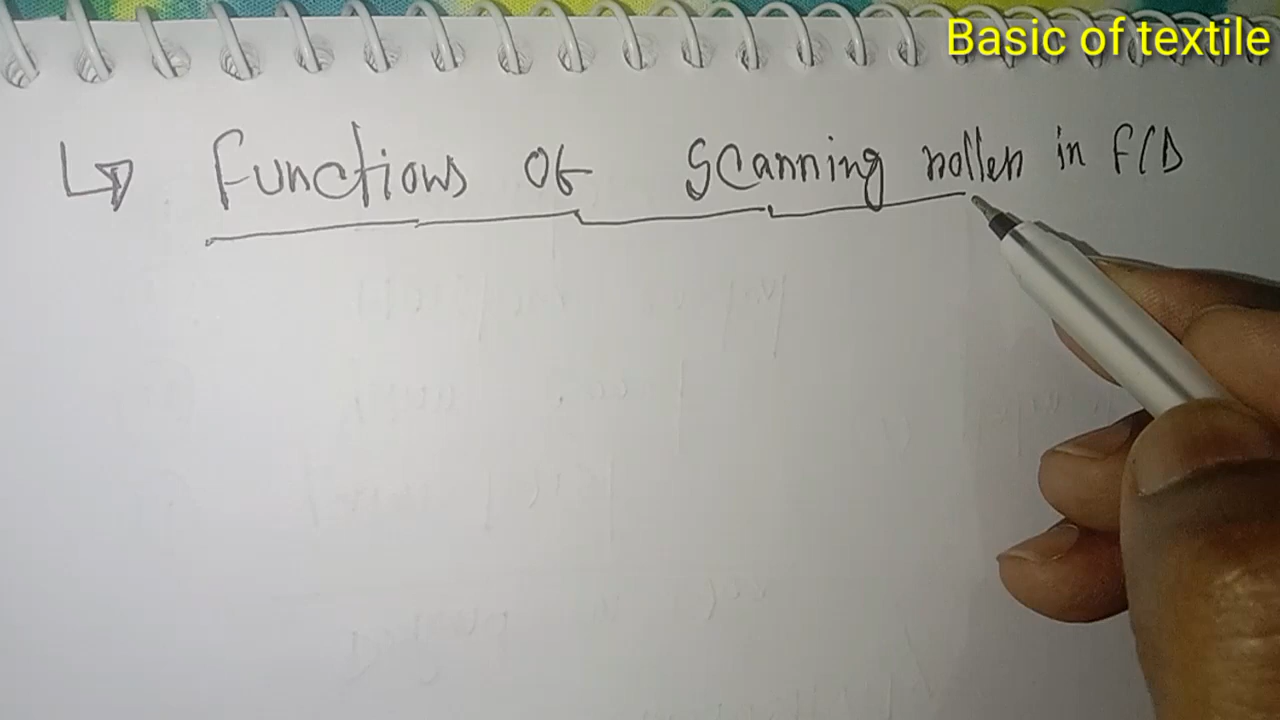 Basic of textile
Functions of Scanning roller in F/D